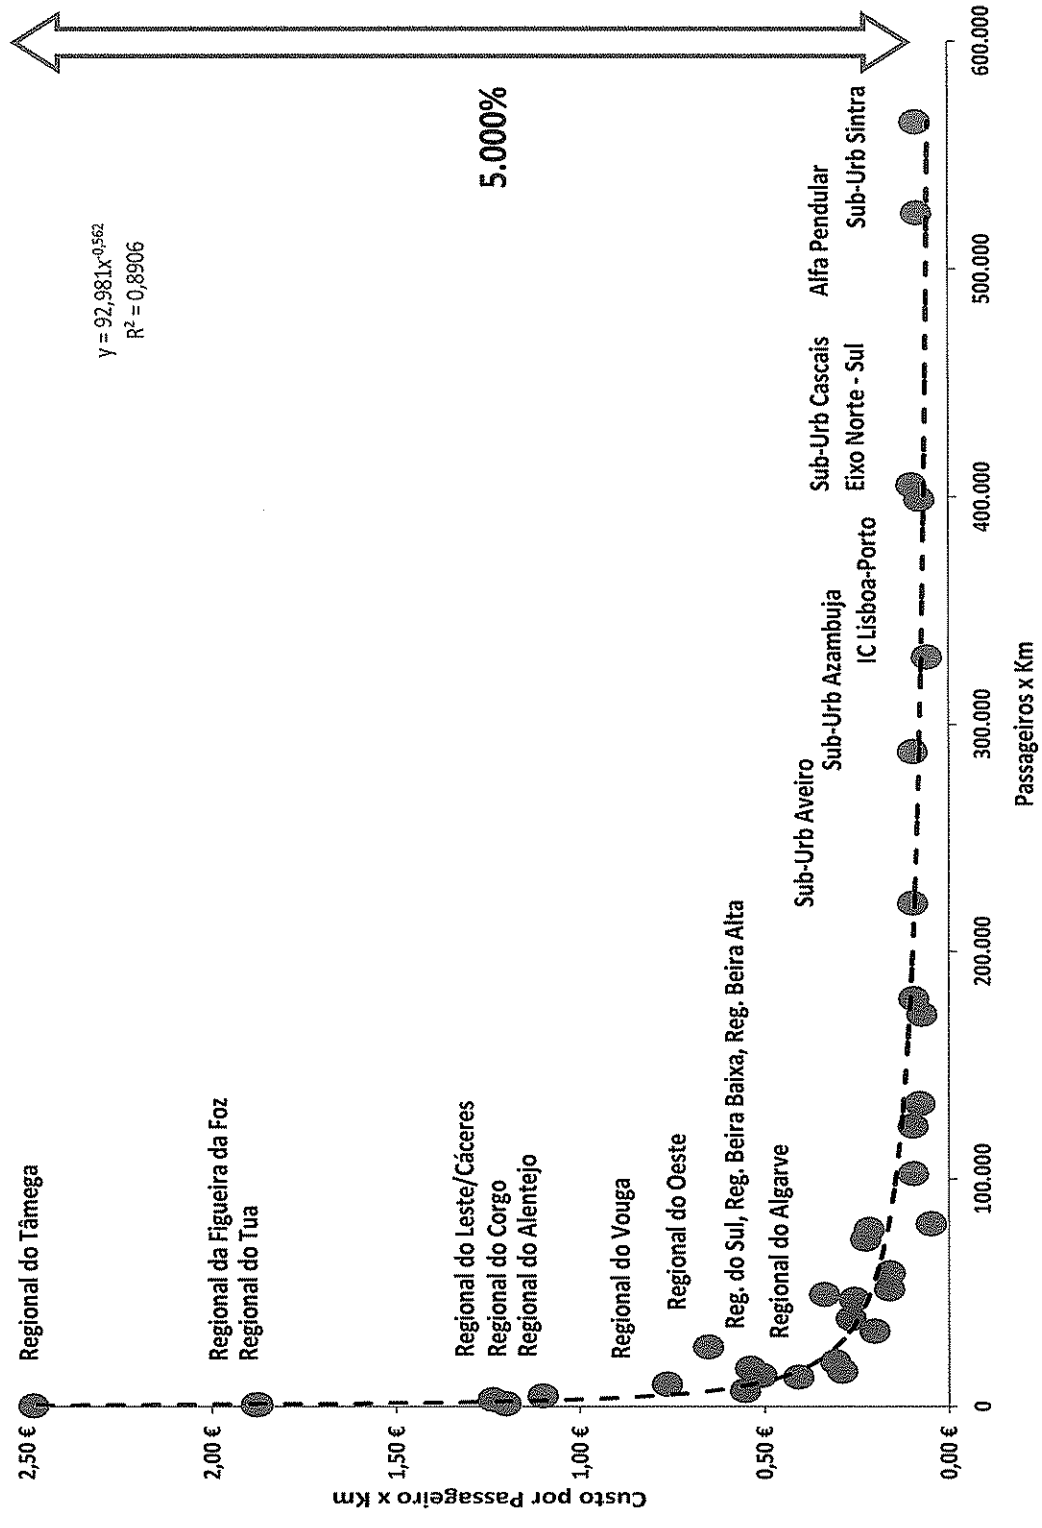 y = 92,981x^-0,562
R² = 0,8906
5.000%
Custo por Passageiro x Km
2,50 €
2,00 €
1,50 €
1,00 €
0,50 €
0,00 €
Regional do Tâmega
Regional da Figueira da Foz
Regional do Tua
Regional do Leste/Cáceres
Regional do Corgo
Regional do Alentejo
Regional do Vouga
Regional do Oeste
Reg. do Sul, Reg. Beira Baixa, Reg. Beira Alta
Regional do Algarve
Sub-Urb Aveiro
Sub-Urb Azambuja
IC Lisboa-Porto
Sub-Urb Cascais
Eixo Norte - Sul
Alfa Pendular
Sub-Urb Sintra
0
100.000
200.000
300.000
400.000
500.000
600.000
Passageiros x Km